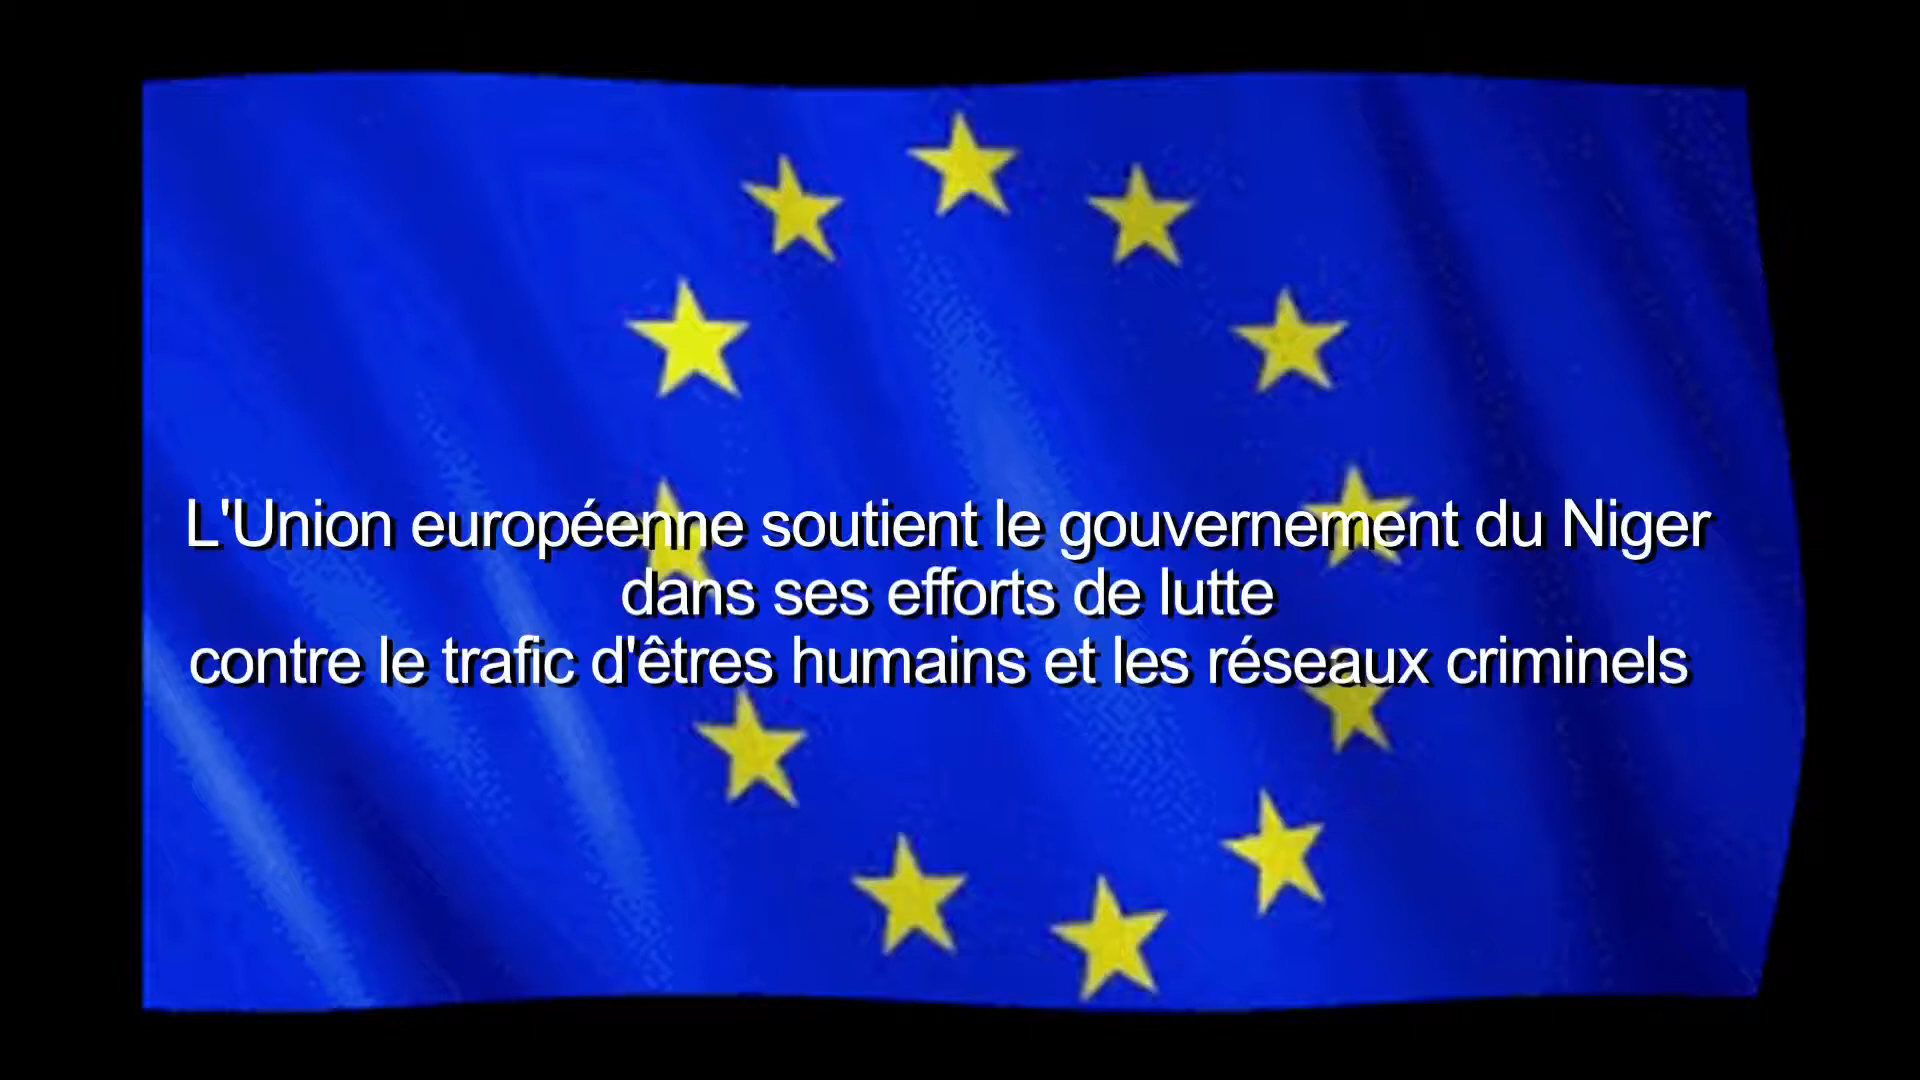 L'Union européenne soutient le gouvernement du Niger
dans ses efforts de lutte
contre le trafic d'êtres humains et les réseaux criminels